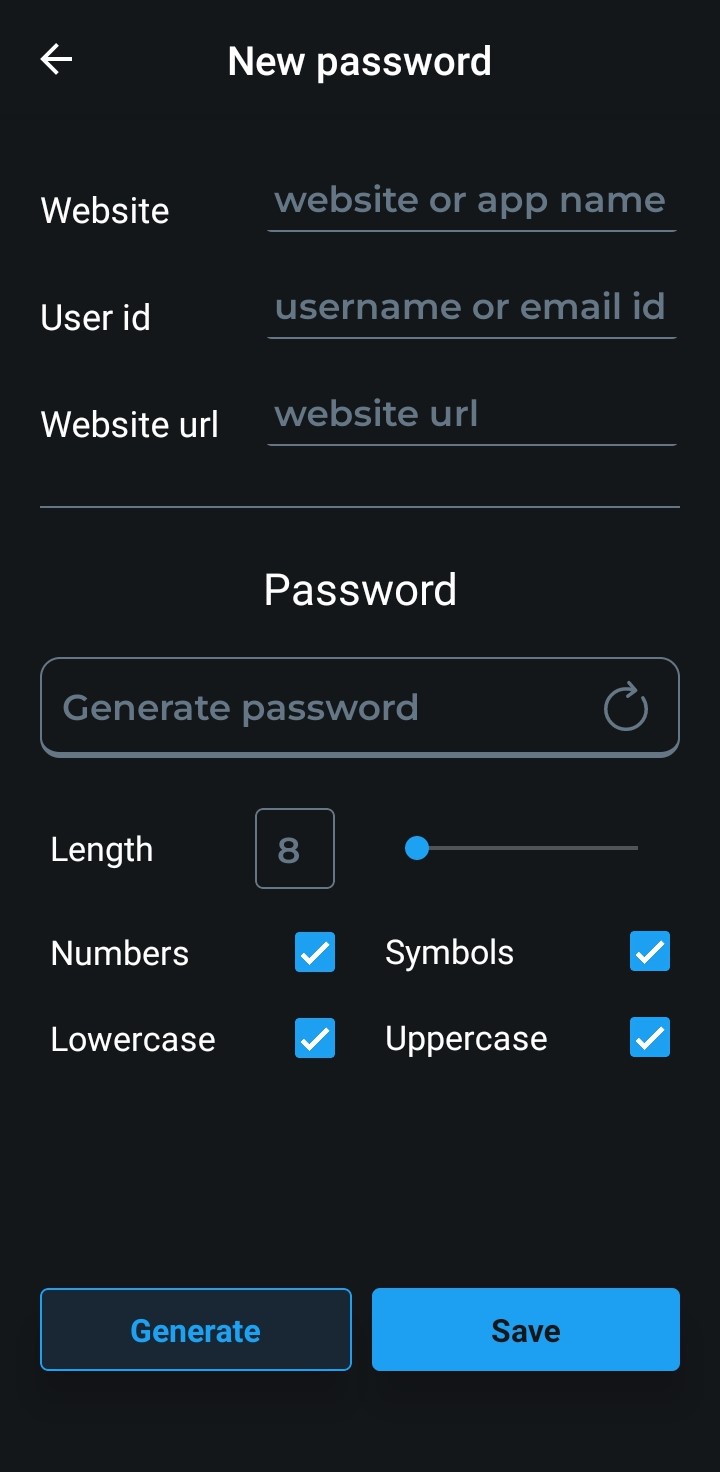 New password
Website website or app name
User id username or email id
Website url website url
Password
Generate password
Length 8
Numbers Symbols
Lowercase Uppercase
Generate Save